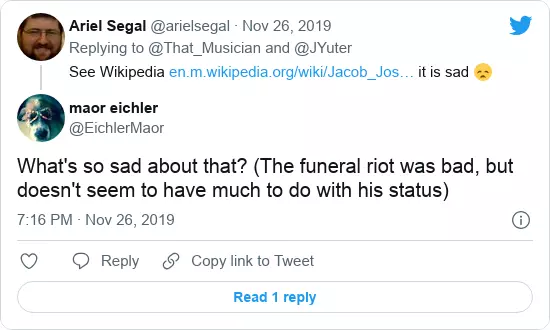 Ariel Segal @arielsegal · Nov 26, 2019
Replying to @That_Musician and @JYuter
See Wikipedia en.m.wikipedia.org/wiki/Jacob_Jos… it is sad 😞
maor eichler
@EichlerMaor
What's so sad about that? (The funeral riot was bad, but
doesn't seem to have much to do with his status)
7:16 PM · Nov 26, 2019
Reply
Copy link to Tweet
Read 1 reply